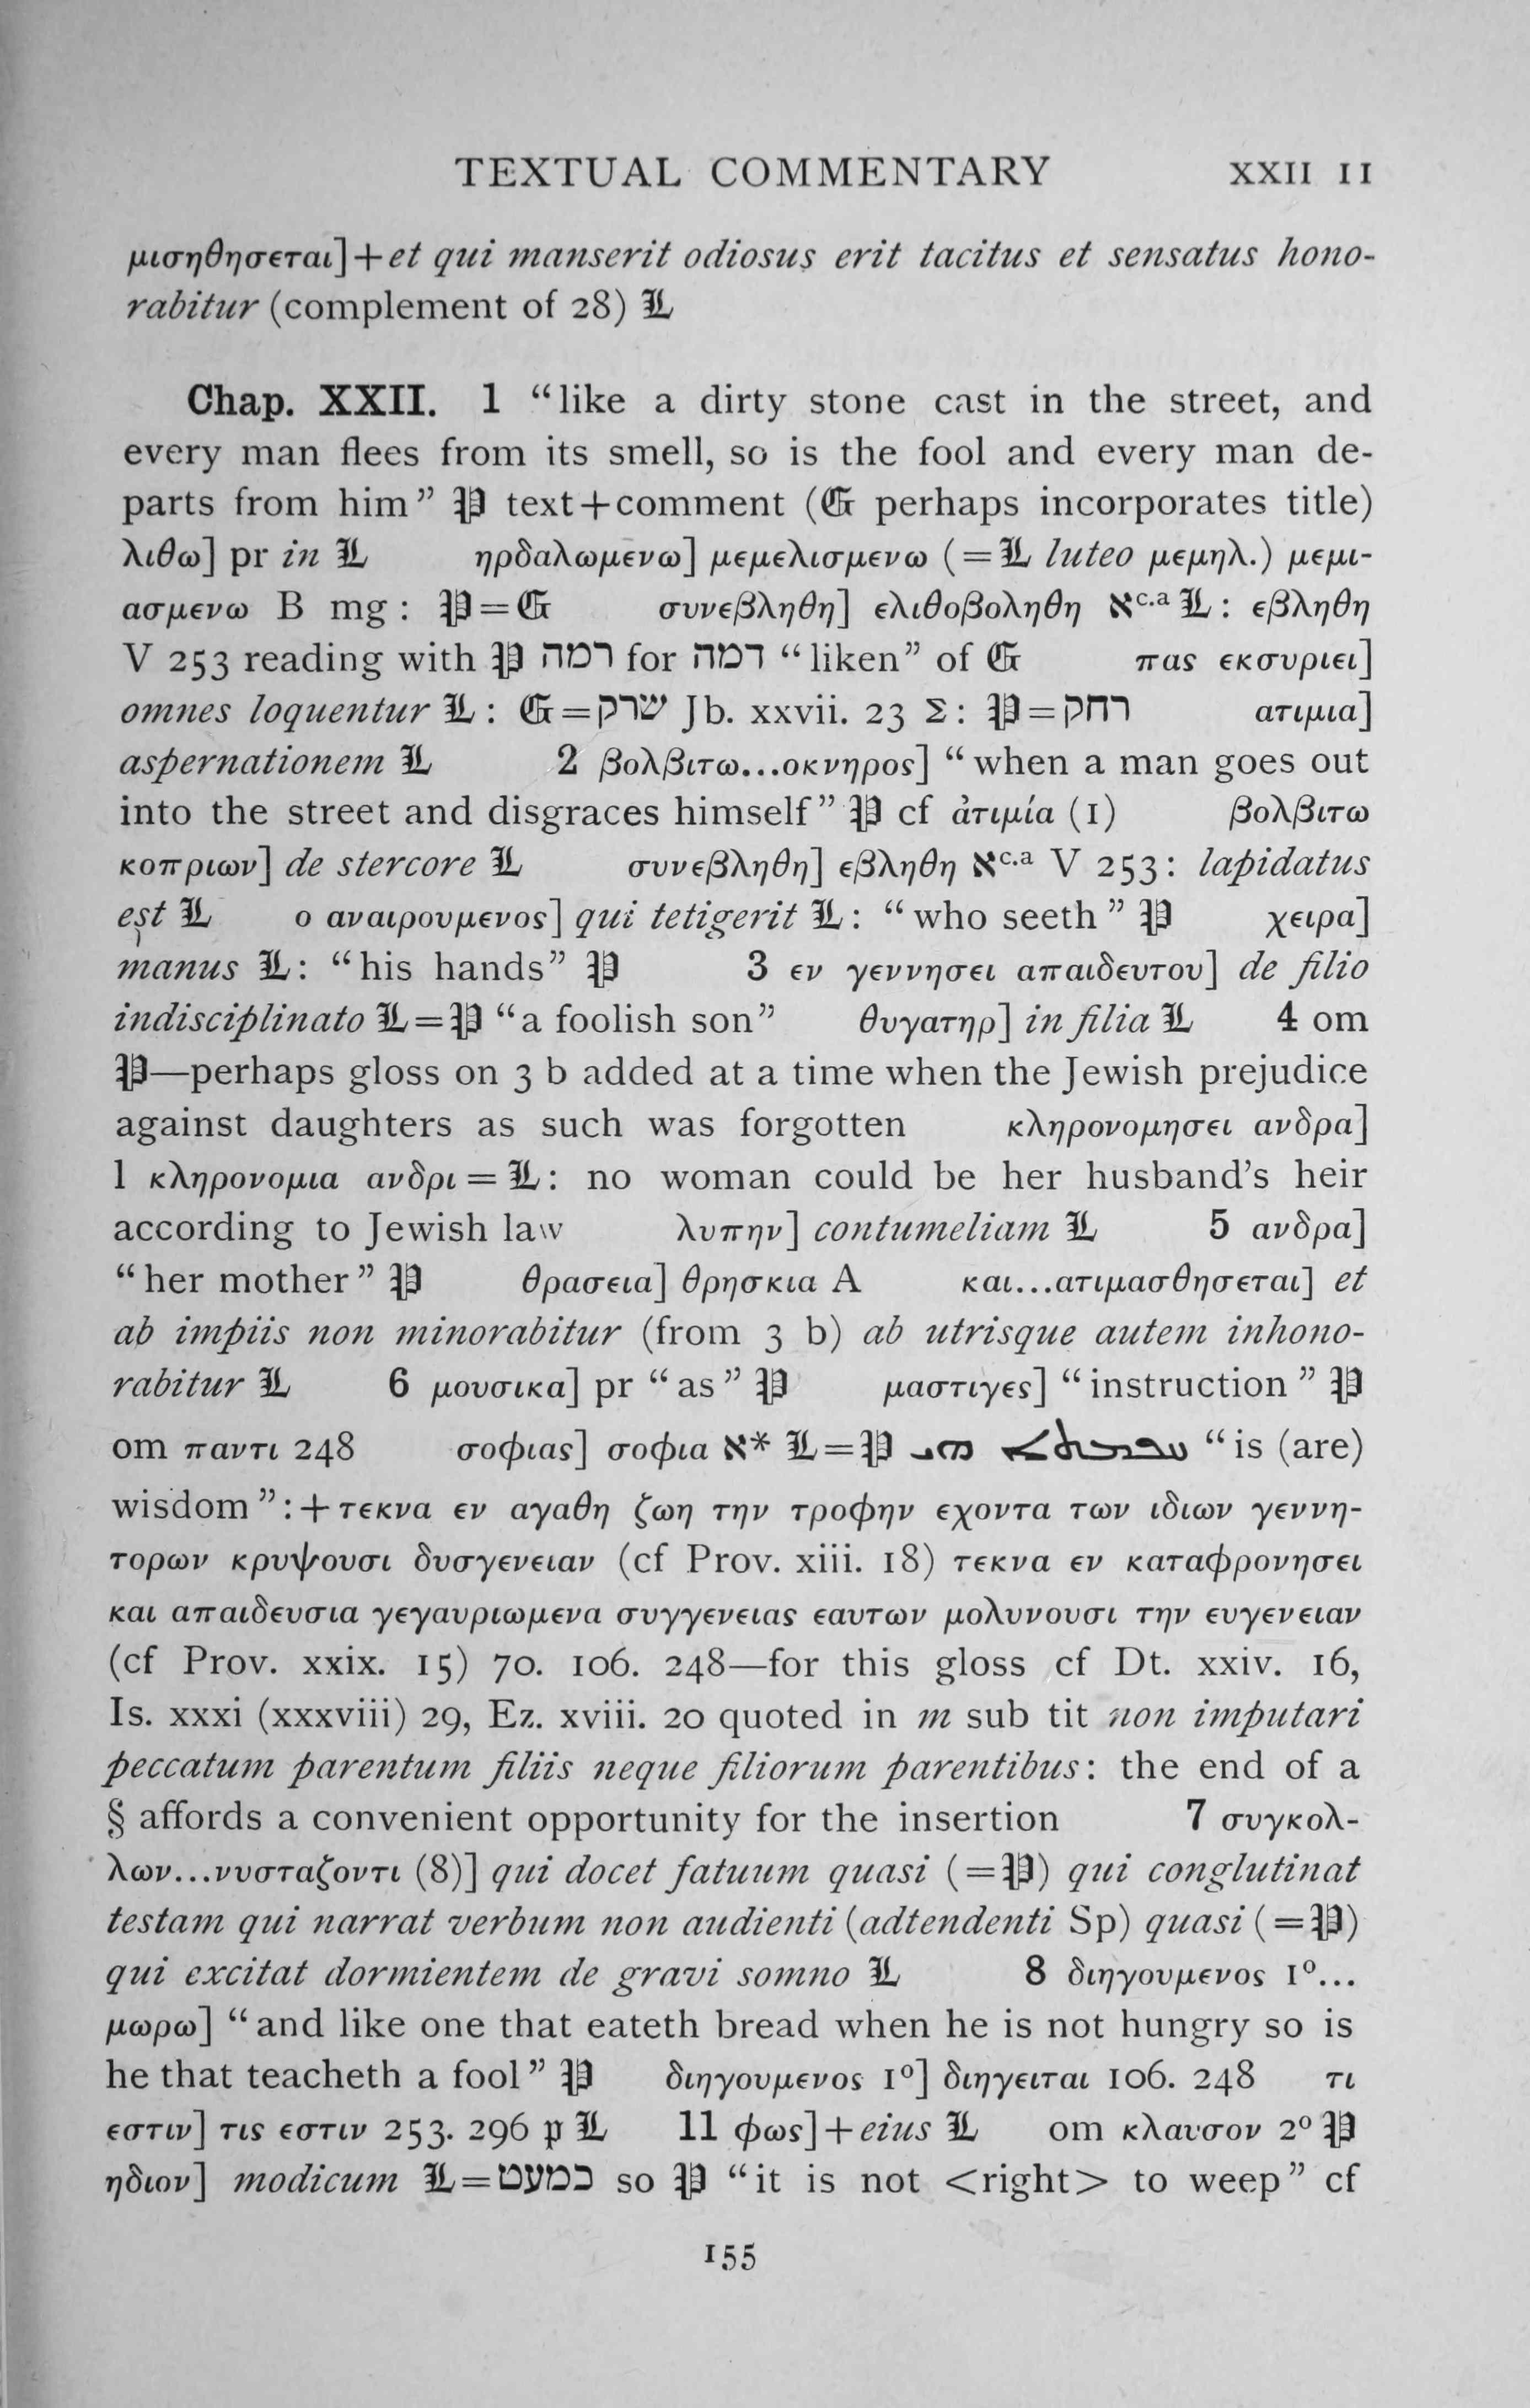 TEXTUAL COMMENTARY XXII 11
μισηθησεται]+et qui manserit odiosus erit tacitus et sensatus hono-
rabitur (complement of 28) 𝕷
Chap. XXII. 1 “like a dirty stone cast in the street, and
every man flees from its smell, so is the fool and every man de-
parts from him” 𝕻 text+comment (𝕲 perhaps incorporates title)
λιθω] pr in 𝕷 ηρδαλωμενω] μεμελισμενω (=𝕷 luteo μεμηλ.) μεμι-
ασμενω B mg: 𝕻=𝕲 συνεβληθη] ελιθοβοληθη ℵc.a 𝕷: εβληθη
V 253 reading with 𝕻 רמה for דמה “liken” of 𝕲 πας εκσυριει]
omnes loquentur 𝕷: 𝕲=שרק Jb. xxvii. 23 Σ: 𝕻=רחק ατιμια]
aspernationem 𝕷 2 βολβιτω...οκνηρος] “when a man goes out
into the street and disgraces himself” 𝕻 cf ἀτιμία (1) βολβιτω
κοπριων] de stercore 𝕷 συνεβληθη] εβληθη ℵc.a V 253: lapidatus
est 𝕷 ο αναιρουμενος] qui tetigerit 𝕷: “who seeth” 𝕻 χειρα]
manus 𝕷: “his hands” 𝕻 3 εν γεννησει απαιδευτου] de filio
indisciplinato 𝕷=𝕻 “a foolish son” θυγατηρ] in filia 𝕷 4 om
𝕻—perhaps gloss on 3 b added at a time when the Jewish prejudice
against daughters as such was forgotten κληρονομησει ανδρα]
l κληρονομια ανδρι=𝕷: no woman could be her husband’s heir
according to Jewish law λυπην] contumeliam 𝕷 5 ανδρα]
“her mother” 𝕻 θρασεια] θρησκια A και...ατιμασθησεται] et
ab impiis non minorabitur (from 3 b) ab utrisque autem inhono-
rabitur 𝕷 6 μουσικα] pr “as” 𝕻 μαστιγες] “instruction” 𝕻
om παντι 248 σοφιας] σοφια ℵ* 𝕷=𝕻 “is (are)
wisdom”:+τεκνα εν αγαθη ζωη την τροφην εχοντα των ιδιων γεννη-
τορων κρυψουσι δυσγενειαν (cf Prov. xiii. 18) τεκνα εν καταφρονησει
και απαιδευσια γεγαυριωμενα συγγενειας εαυτων μολυνουσι την ευγενειαν
(cf Prov. xxix. 15) 70. 106. 248—for this gloss cf Dt. xxiv. 16,
Is. xxxi (xxxviii) 29, Ez. xviii. 20 quoted in m sub tit non imputari
peccatum parentum filiis neque filiorum parentibus: the end of a
§ affords a convenient opportunity for the insertion 7 συγκολ-
λων...νυσταζοντι (8)] qui docet fatuum quasi (=𝕻) qui conglutinat
testam qui narrat verbum non audienti (adtendenti Sp) quasi (=𝕻)
qui excitat dormientem de gravi somno 𝕷 8 διηγουμενος 1º...
μωρω] “and like one that eateth bread when he is not hungry so is
he that teacheth a fool” 𝕻 διηγουμενος 1º] διηγειται 106. 248 τι
εστιν] τις εστιν 253. 296 𝔭 𝕷 11 φως]+eius 𝕷 om κλαυσον 2º 𝕻
ηδιον] modicum 𝕷=כמעט so 𝕻 “it is not <right> to weep” cf
155